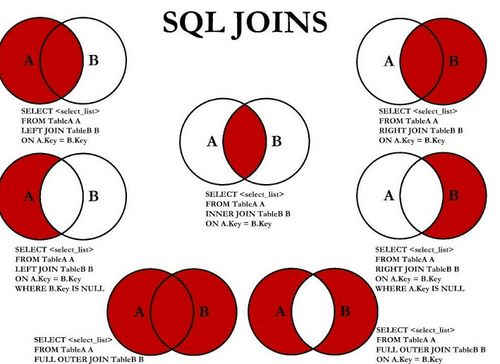 SQL JOINS
A B
SELECT <select_list>
FROM TableA A
LEFT JOIN TableB B
ON A.Key = B.Key
A B
SELECT <select_list>
FROM TableA A
RIGHT JOIN TableB B
ON A.Key = B.Key
A B
SELECT <select_list>
FROM TableA A
INNER JOIN TableB B
ON A.Key = B.Key
A B
SELECT <select_list>
FROM TableA A
LEFT JOIN TableB B
ON A.Key = B.Key
WHERE B.Key IS NULL
A B
SELECT <select_list>
FROM TableA A
RIGHT JOIN TableB B
ON A.Key = B.Key
WHERE A.Key IS NULL
A B
SELECT <select_list>
FROM TableA A
FULL OUTER JOIN TableB B
A B
SELECT <select_list>
FROM TableA A
FULL OUTER JOIN TableB B
ON A.Key = B.Key